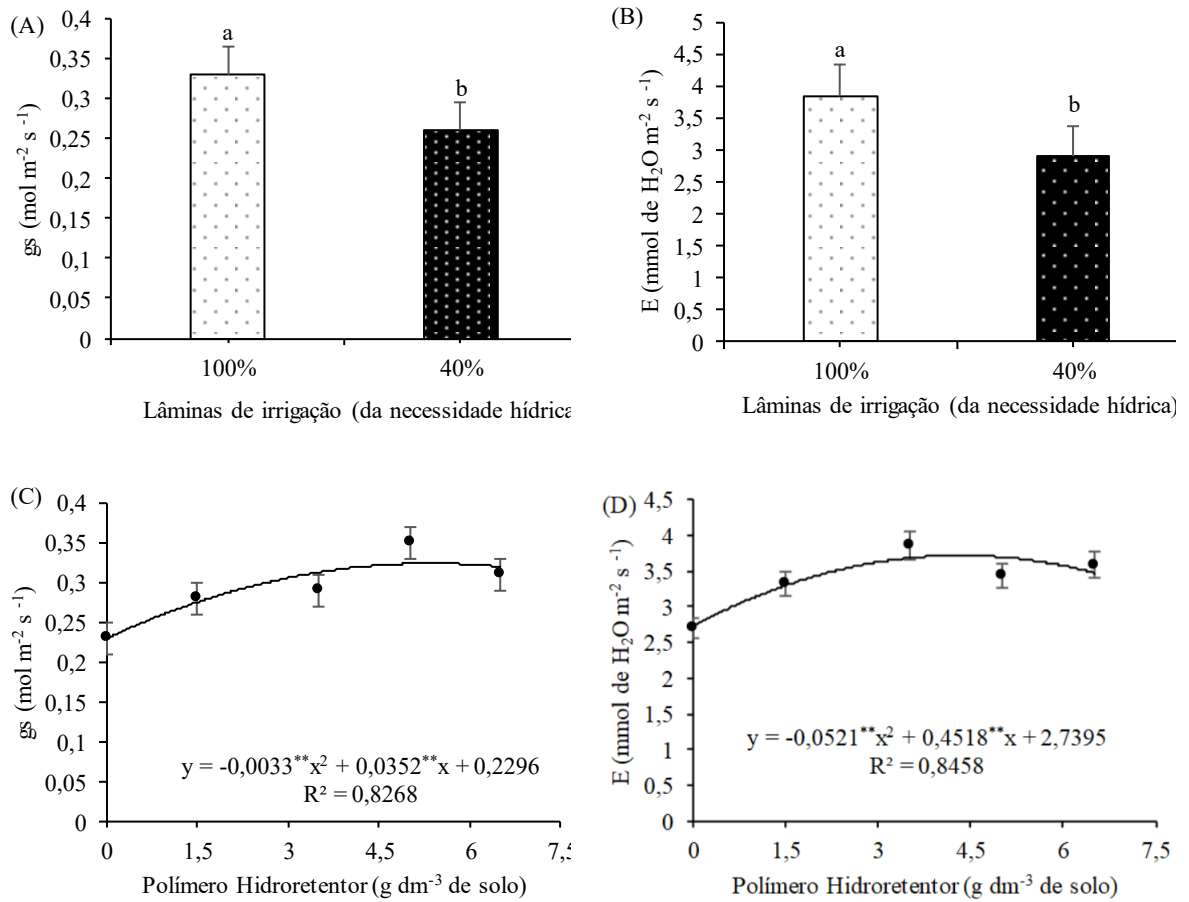 (A)
gs (mol m⁻² s ⁻¹)
0,4
0,35
0,3
0,25
0,2
0,15
0,1
0,05
0
a
b
100%
40%
Lâminas de irrigação (da necessidade hídrica
(B)
E (mmol de H₂O m⁻² s ⁻¹)
5
4,5
4
3,5
3
2,5
2
1,5
1
0,5
0
a
b
100%
40%
Lâminas de irrigação (da necessidade hídrica)
(C)
gs (mol m⁻² s ⁻¹)
0,4
0,35
0,3
0,25
0,2
0,15
0,1
0,05
0
y = -0,0033**x² + 0,0352**x + 0,2296
R² = 0,8268
0
1,5
3
4,5
6
7,5
Polímero Hidroretentor (g dm⁻³ de solo)
(D)
E (mmol de H₂O m⁻² s ⁻¹)
4,5
4
3,5
3
2,5
2
1,5
1
0,5
0
y = -0,0521**x² + 0,4518**x + 2,7395
R² = 0,8458
0
1,5
3
4,5
6
7,5
Polímero Hidroretentor (g dm⁻³ de solo)